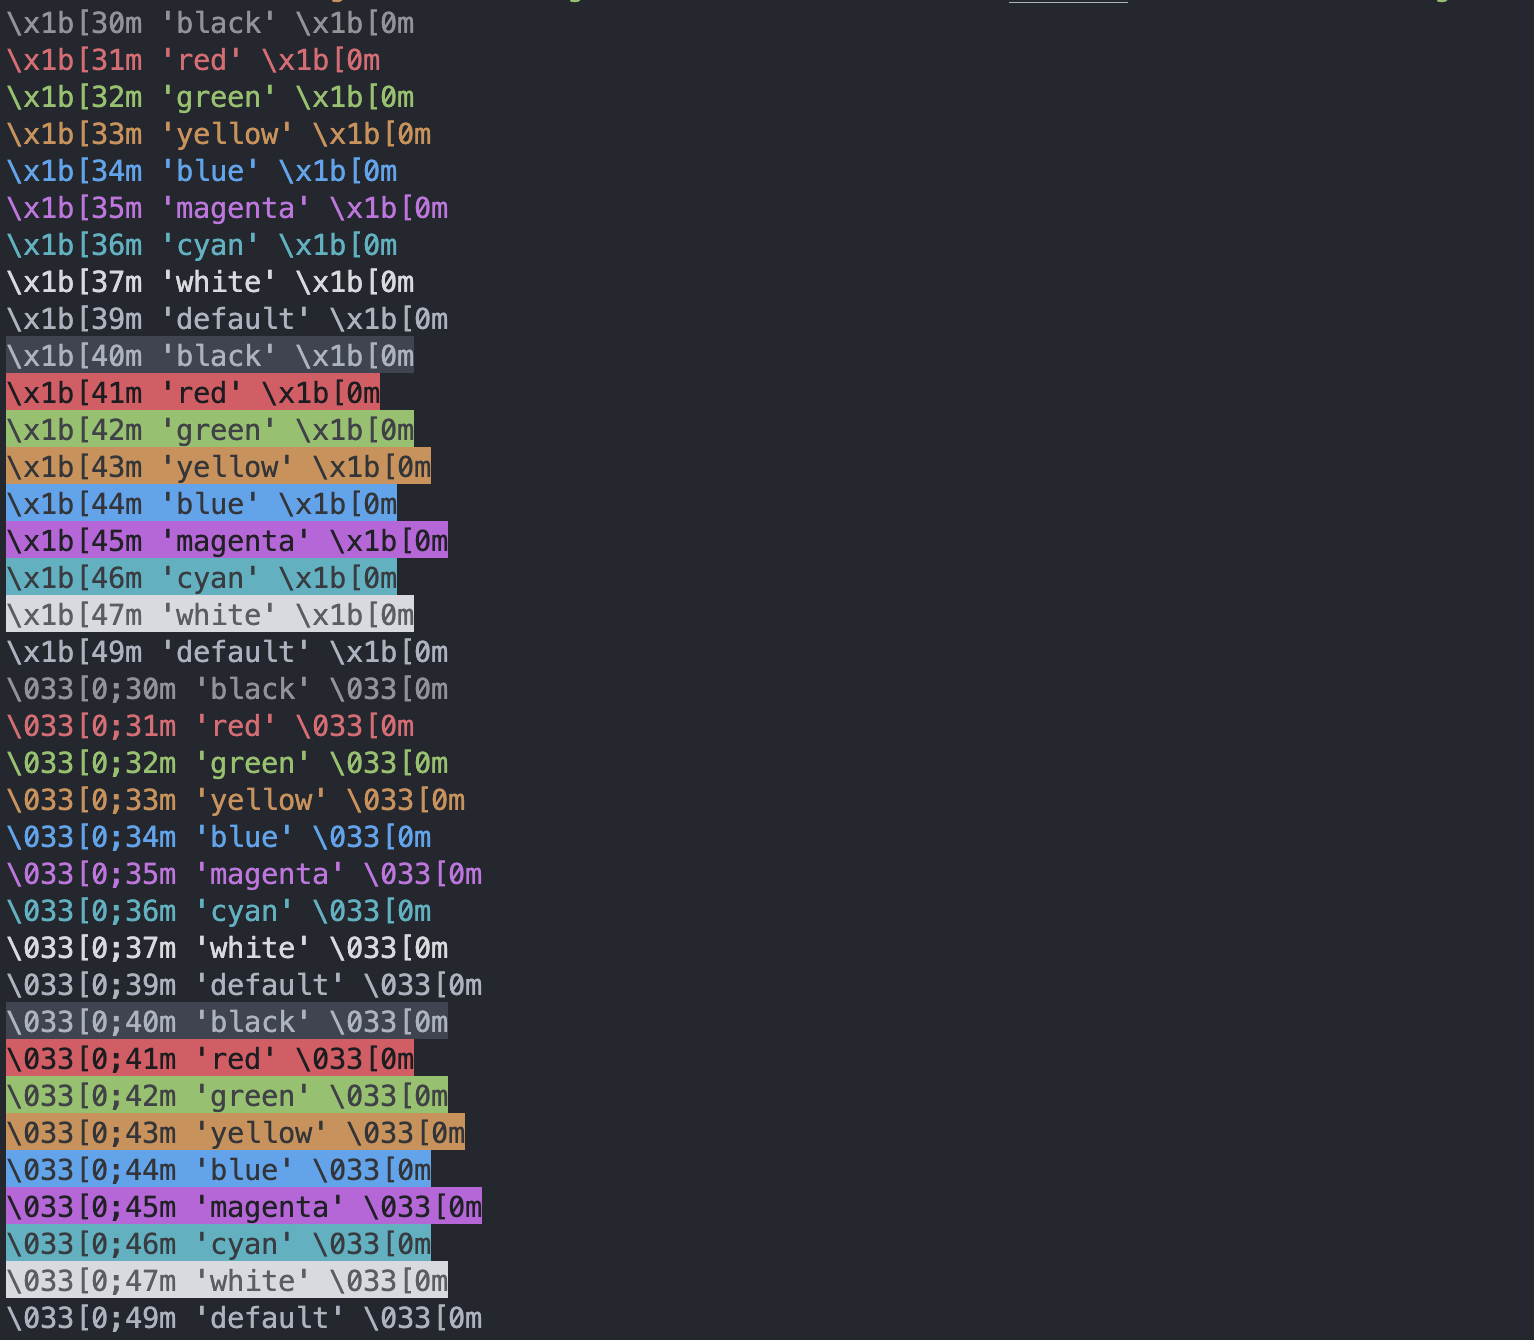 \x1b[30m 'black' \x1b[0m
\x1b[31m 'red' \x1b[0m
\x1b[32m 'green' \x1b[0m
\x1b[33m 'yellow' \x1b[0m
\x1b[34m 'blue' \x1b[0m
\x1b[35m 'magenta' \x1b[0m
\x1b[36m 'cyan' \x1b[0m
\x1b[37m 'white' \x1b[0m
\x1b[39m 'default' \x1b[0m
\x1b[40m 'black' \x1b[0m
\x1b[41m 'red' \x1b[0m
\x1b[42m 'green' \x1b[0m
\x1b[43m 'yellow' \x1b[0m
\x1b[44m 'blue' \x1b[0m
\x1b[45m 'magenta' \x1b[0m
\x1b[46m 'cyan' \x1b[0m
\x1b[47m 'white' \x1b[0m
\x1b[49m 'default' \x1b[0m
\033[0;30m 'black' \033[0m
\033[0;31m 'red' \033[0m
\033[0;32m 'green' \033[0m
\033[0;33m 'yellow' \033[0m
\033[0;34m 'blue' \033[0m
\033[0;35m 'magenta' \033[0m
\033[0;36m 'cyan' \033[0m
\033[0;37m 'white' \033[0m
\033[0;39m 'default' \033[0m
\033[0;40m 'black' \033[0m
\033[0;41m 'red' \033[0m
\033[0;42m 'green' \033[0m
\033[0;43m 'yellow' \033[0m
\033[0;44m 'blue' \033[0m
\033[0;45m 'magenta' \033[0m
\033[0;46m 'cyan' \033[0m
\033[0;47m 'white' \033[0m
\033[0;49m 'default' \033[0m